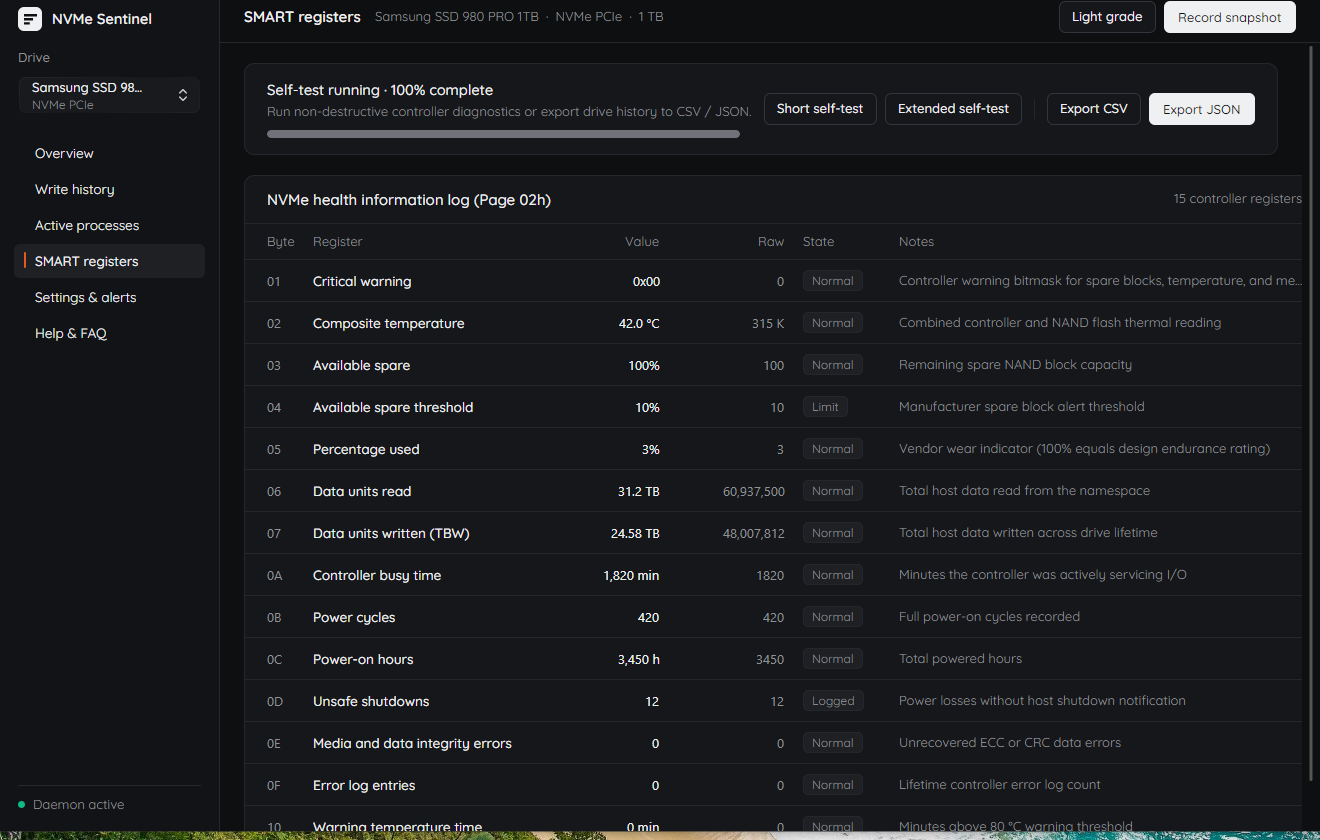 NVMe Sentinel
SMART registers Samsung SSD 980 PRO 1TB · NVMe PCIe · 1 TB Light grade Record snapshot
Drive
Samsung SSD 98…
NVMe PCIe
Overview
Write history
Active processes
SMART registers
Settings & alerts
Help & FAQ
Daemon active
Self-test running · 100% complete
Run non-destructive controller diagnostics or export drive history to CSV / JSON.
Short self-test Extended self-test Export CSV Export JSON
NVMe health information log (Page 02h) 15 controller registers
Byte Register Value Raw State Notes
01 Critical warning 0x00 0 Normal Controller warning bitmask for spare blocks, temperature, and me…
02 Composite temperature 42.0 °C 315 K Normal Combined controller and NAND flash thermal reading
03 Available spare 100% 100 Normal Remaining spare NAND block capacity
04 Available spare threshold 10% 10 Limit Manufacturer spare block alert threshold
05 Percentage used 3% 3 Normal Vendor wear indicator (100% equals design endurance rating)
06 Data units read 31.2 TB 60,937,500 Normal Total host data read from the namespace
07 Data units written (TBW) 24.58 TB 48,007,812 Normal Total host data written across drive lifetime
0A Controller busy time 1,820 min 1820 Normal Minutes the controller was actively servicing I/O
0B Power cycles 420 420 Normal Full power-on cycles recorded
0C Power-on hours 3,450 h 3450 Normal Total powered hours
0D Unsafe shutdowns 12 12 Logged Power losses without host shutdown notification
0E Media and data integrity errors 0 0 Normal Unrecovered ECC or CRC data errors
0F Error log entries 0 0 Normal Lifetime controller error log count
10 Warning temperature time 0 min 0 Normal Minutes above 80 °C warning threshold